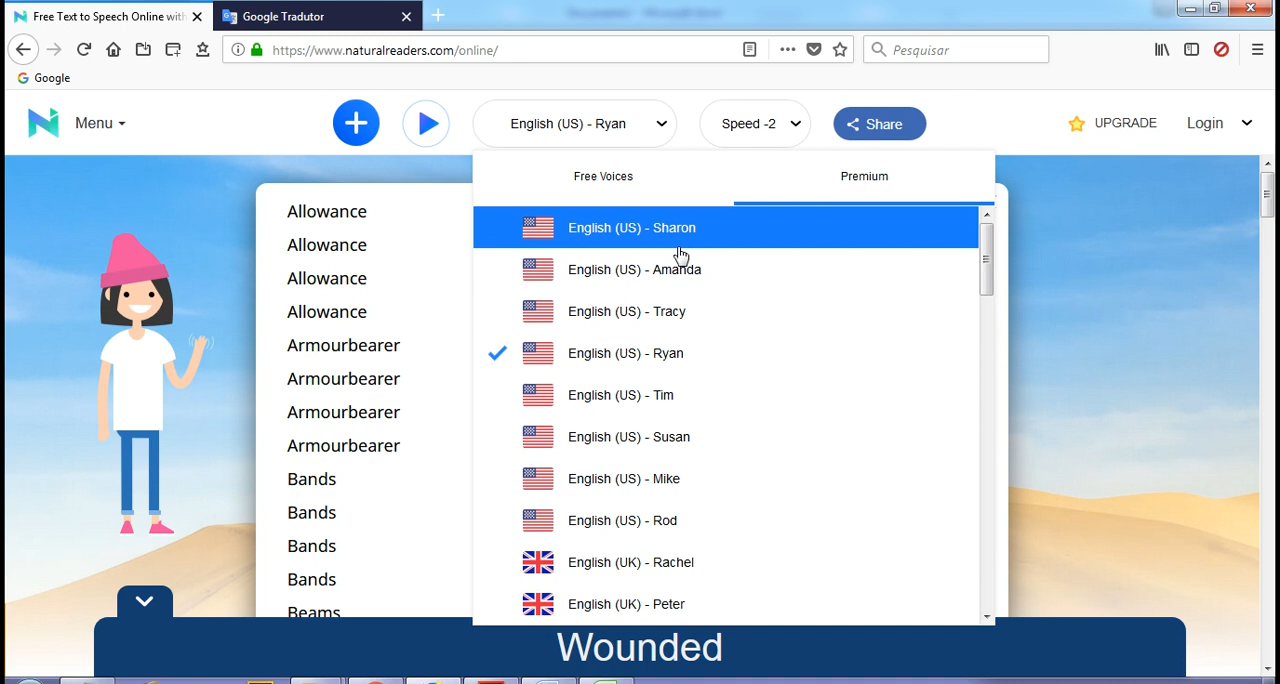 Free Text to Speech Online with
Google Tradutor
https://www.naturalreaders.com/online/
Pesquisar
Google
Menu
English (US) - Ryan
Speed -2
Share
UPGRADE
Login
Free Voices
Premium
Allowance
Allowance
Allowance
Allowance
Armourbearer
Armourbearer
Armourbearer
Armourbearer
Bands
Bands
Bands
Bands
Beams
English (US) - Sharon
English (US) - Amanda
English (US) - Tracy
English (US) - Ryan
English (US) - Tim
English (US) - Susan
English (US) - Mike
English (US) - Rod
English (UK) - Rachel
English (UK) - Peter
Wounded